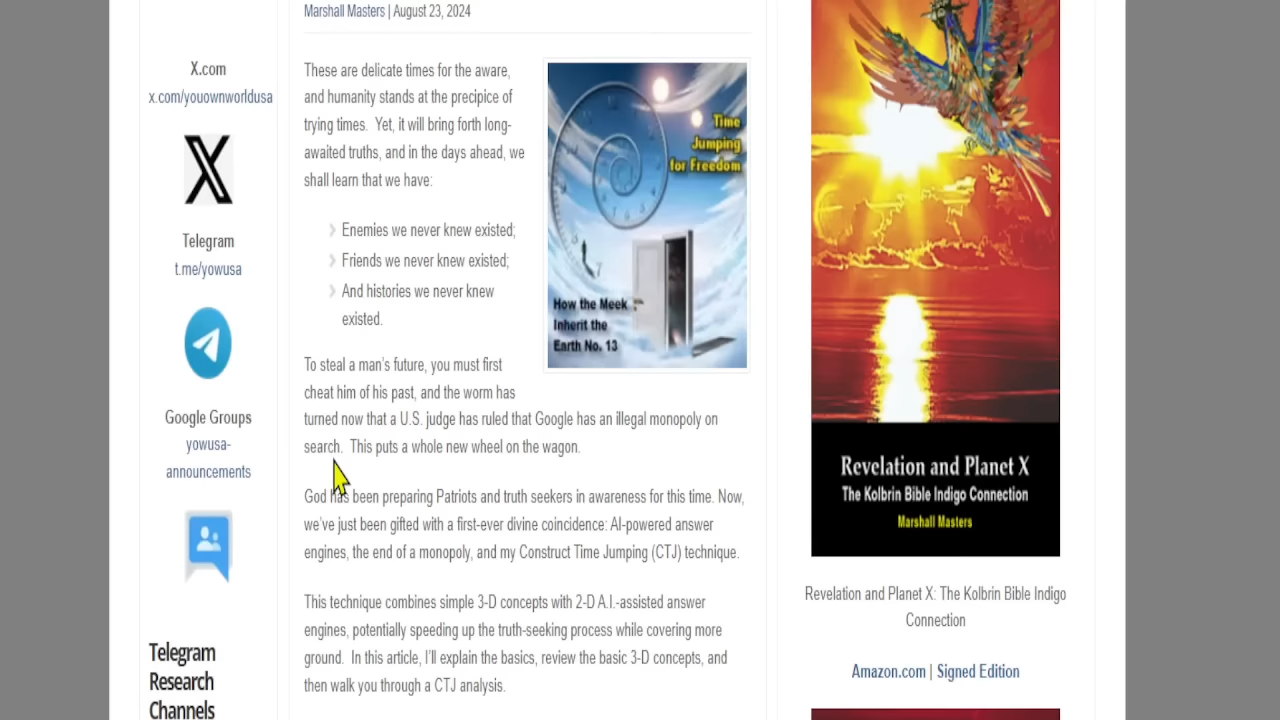 Marshall Masters | August 23, 2024
X.com
x.com/youownworldusa
Telegram
t.me/yowusa
Google Groups
yowusa-
announcements
Telegram
Research
Channels
These are delicate times for the aware,
and humanity stands at the precipice of
trying times. Yet, it will bring forth long-
awaited truths, and in the days ahead, we
shall learn that we have:
Enemies we never knew existed;
Friends we never knew existed;
And histories we never knew
existed.
Time
Jumping
for Freedom
How the Meek
Inherit the
Earth No. 13
To steal a man's future, you must first
cheat him of his past, and the worm has
turned now that a U.S. judge has ruled that Google has an illegal monopoly on
search. This puts a whole new wheel on the wagon.
God has been preparing Patriots and truth seekers in awareness for this time. Now,
we've just been gifted with a first-ever divine coincidence: AI-powered answer
engines, the end of a monopoly, and my Construct Time Jumping (CTJ) technique.
This technique combines simple 3-D concepts with 2-D A.I.-assisted answer
engines, potentially speeding up the truth-seeking process while covering more
ground. In this article, I'll explain the basics, review the basic 3-D concepts, and
then walk you through a CTJ analysis.
Revelation and Planet X
The Kolbrin Bible Indigo Connection
Marshall Masters
Revelation and Planet X: The Kolbrin Bible Indigo
Connection
Amazon.com | Signed Edition